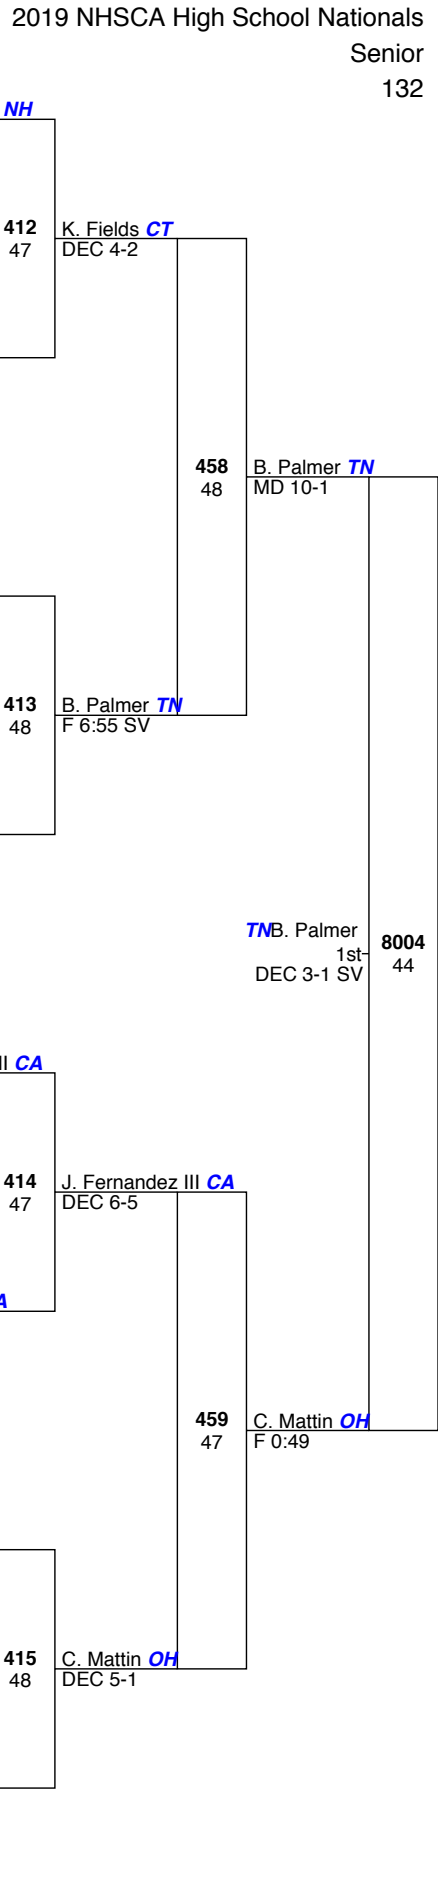 2019 NHSCA High School Nationals
Senior
132
NH
412
47
K. Fields CT
DEC 4-2
458
48
B. Palmer TN
MD 10-1
413
48
B. Palmer TN
F 6:55 SV
TNB. Palmer
1st
DEC 3-1 SV
8004
44
II CA
414
47
J. Fernandez III CA
DEC 6-5
A
459
47
C. Mattin OH
F 0:49
415
48
C. Mattin OH
DEC 5-1